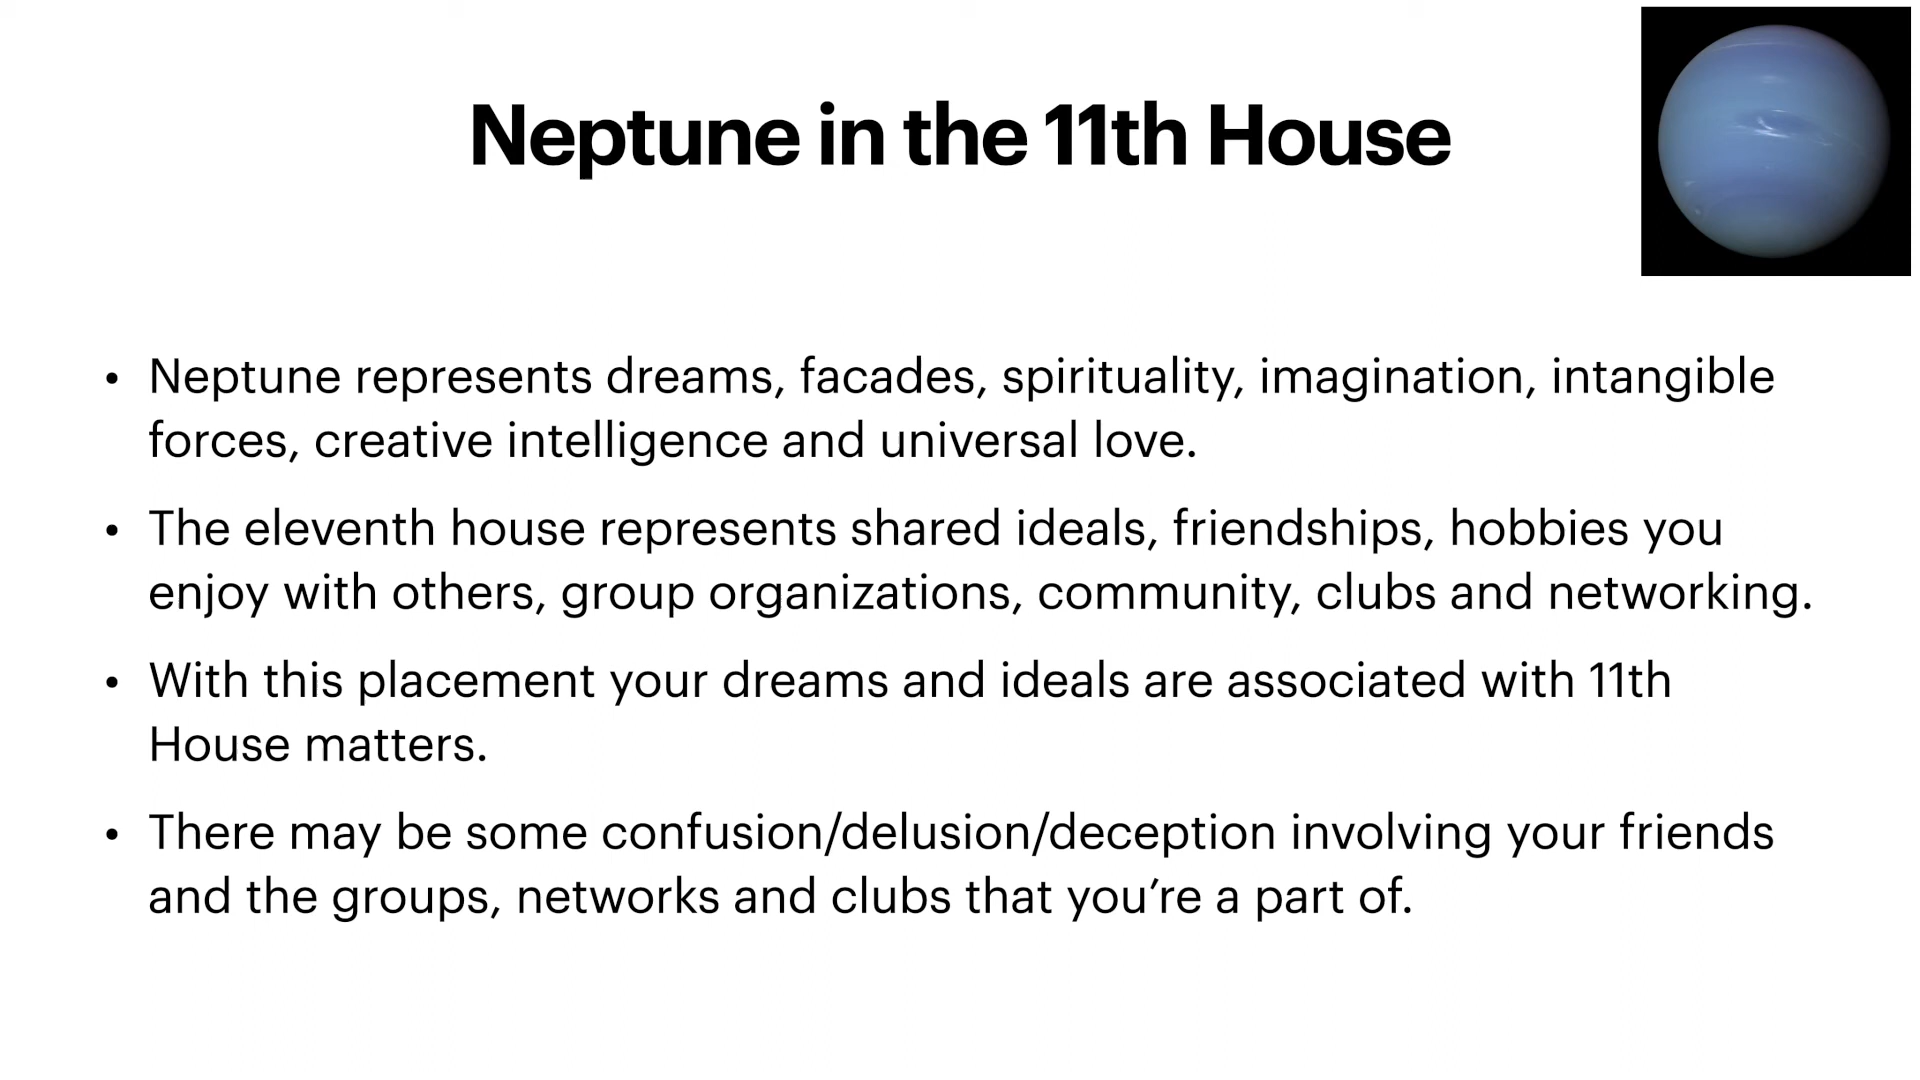 Neptune in the 11th House
• Neptune represents dreams, facades, spirituality, imagination, intangible
forces, creative intelligence and universal love.
• The eleventh house represents shared ideals, friendships, hobbies you
enjoy with others, group organizations, community, clubs and networking.
• With this placement your dreams and ideals are associated with 11th
House matters.
• There may be some confusion/delusion/deception involving your friends
and the groups, networks and clubs that you’re a part of.